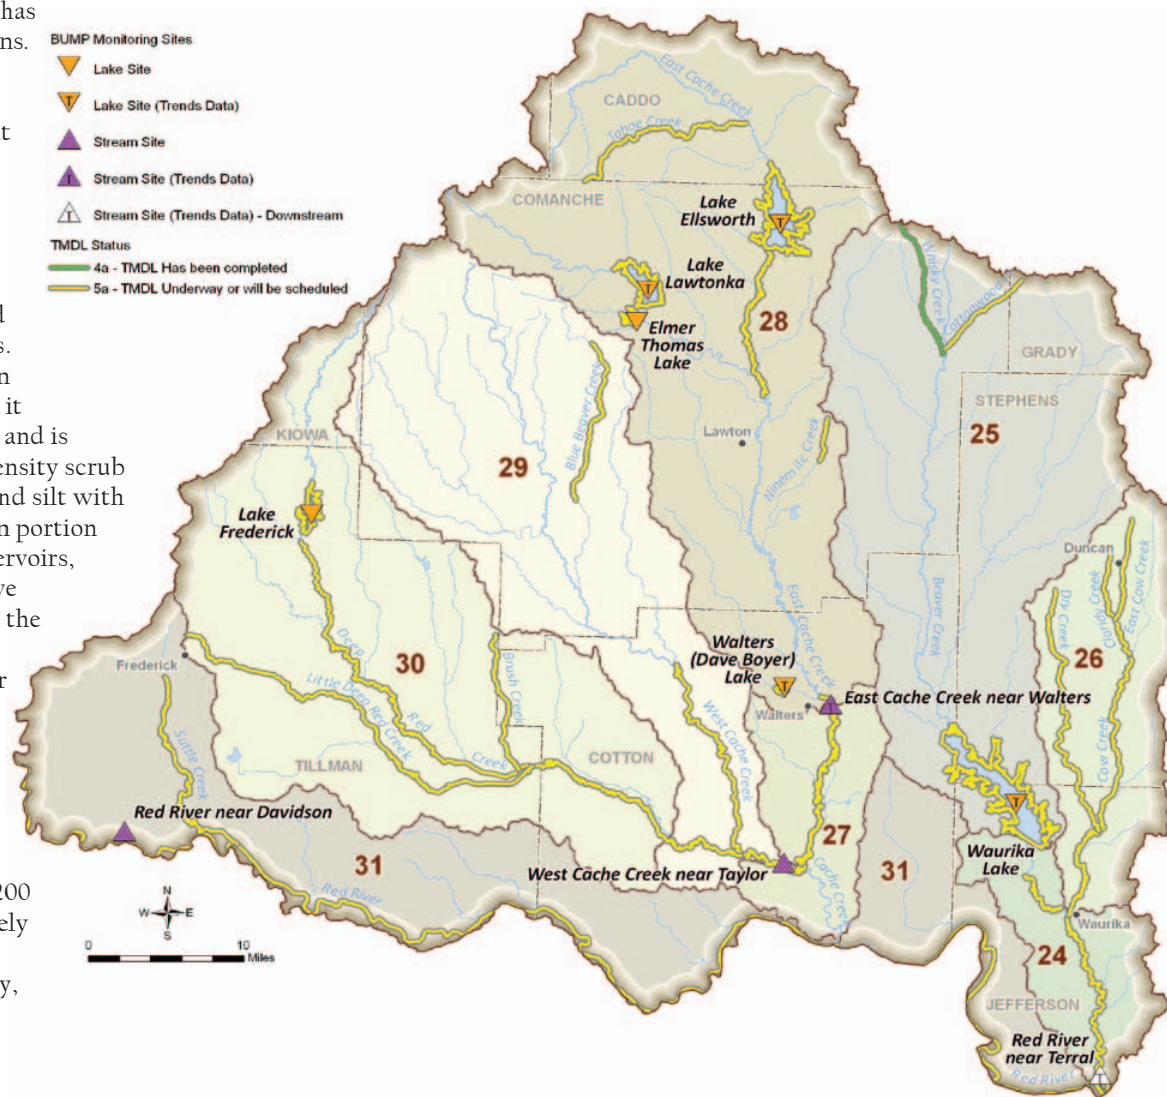 has
ns.
t
d
s.
n
it
and is
ensity scrub
nd silt with
n portion
ervoirs,
ve
the
r
200
ely
y,
BUMP Monitoring Sites
Lake Site
T Lake Site (Trends Data)
Stream Site
T Stream Site (Trends Data)
T Stream Site (Trends Data) - Downstream
TMDL Status
4a - TMDL Has been completed
5a - TMDL Underway or will be scheduled
East Cache Creek
CADDO
Tahoe Creek
COMANCHE
Lake
Ellsworth
T
Lake
Lawtonka
T
Elmer
Thomas
Lake
28
Whisky Creek
Cottonwood
GRADY
STEPHENS
25
KIOWA
29
Blue Beaver Creek
Lawton
Ninemile Creek
Lake
Frederick
Duncan
Dry Creek
Claridy Creek
East Cow Creek
26
Cow Creek
Beaver Creek
East Cache Creek
Walters
(Dave Boyer)
Lake
T
Walters
East Cache Creek near Walters
Frederick
30
Deep
Red
Creek
Little Deep Red Creek
Brush Creek
West Cache Creek
TILLMAN
COTTON
Suttle Creek
Red River near Davidson
31
Red River
West Cache Creek near Taylor
27
Cache Creek
31
T
Waurika
Lake
Waurika
24
JEFFERSON
Red River
near Terral
Red River
T
N
W E
S
0 10
Miles